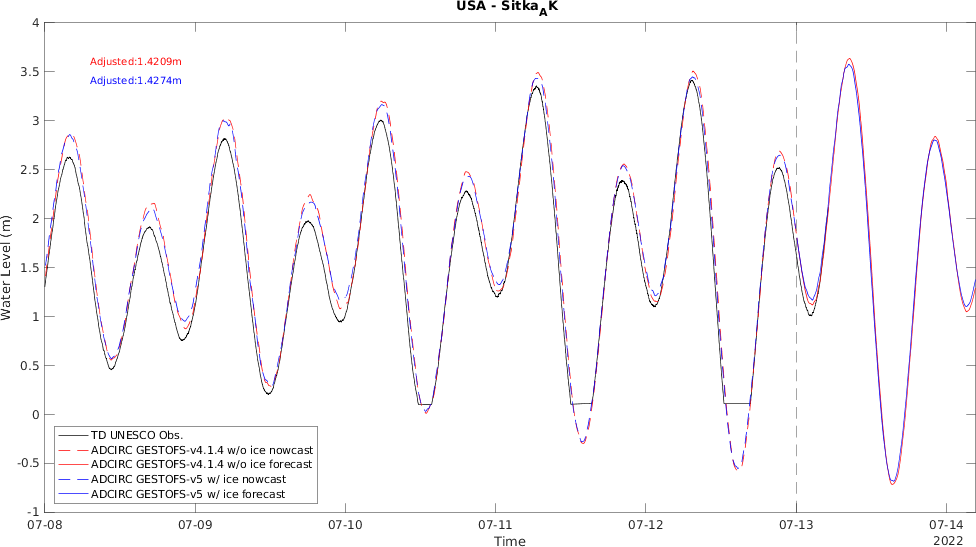 USA - SitkaAK
4
3.5
3
2.5
2
1.5
1
0.5
0
-0.5
-1
Water Level (m)
Adjusted:1.4209m
Adjusted:1.4274m
TD UNESCO Obs.
ADCIRC GESTOFS-v4.1.4 w/o ice nowcast
ADCIRC GESTOFS-v4.1.4 w/o ice forecast
ADCIRC GESTOFS-v5 w/ ice nowcast
ADCIRC GESTOFS-v5 w/ ice forecast
07-08 07-09 07-10 07-11 07-12 07-13 07-14
Time
2022